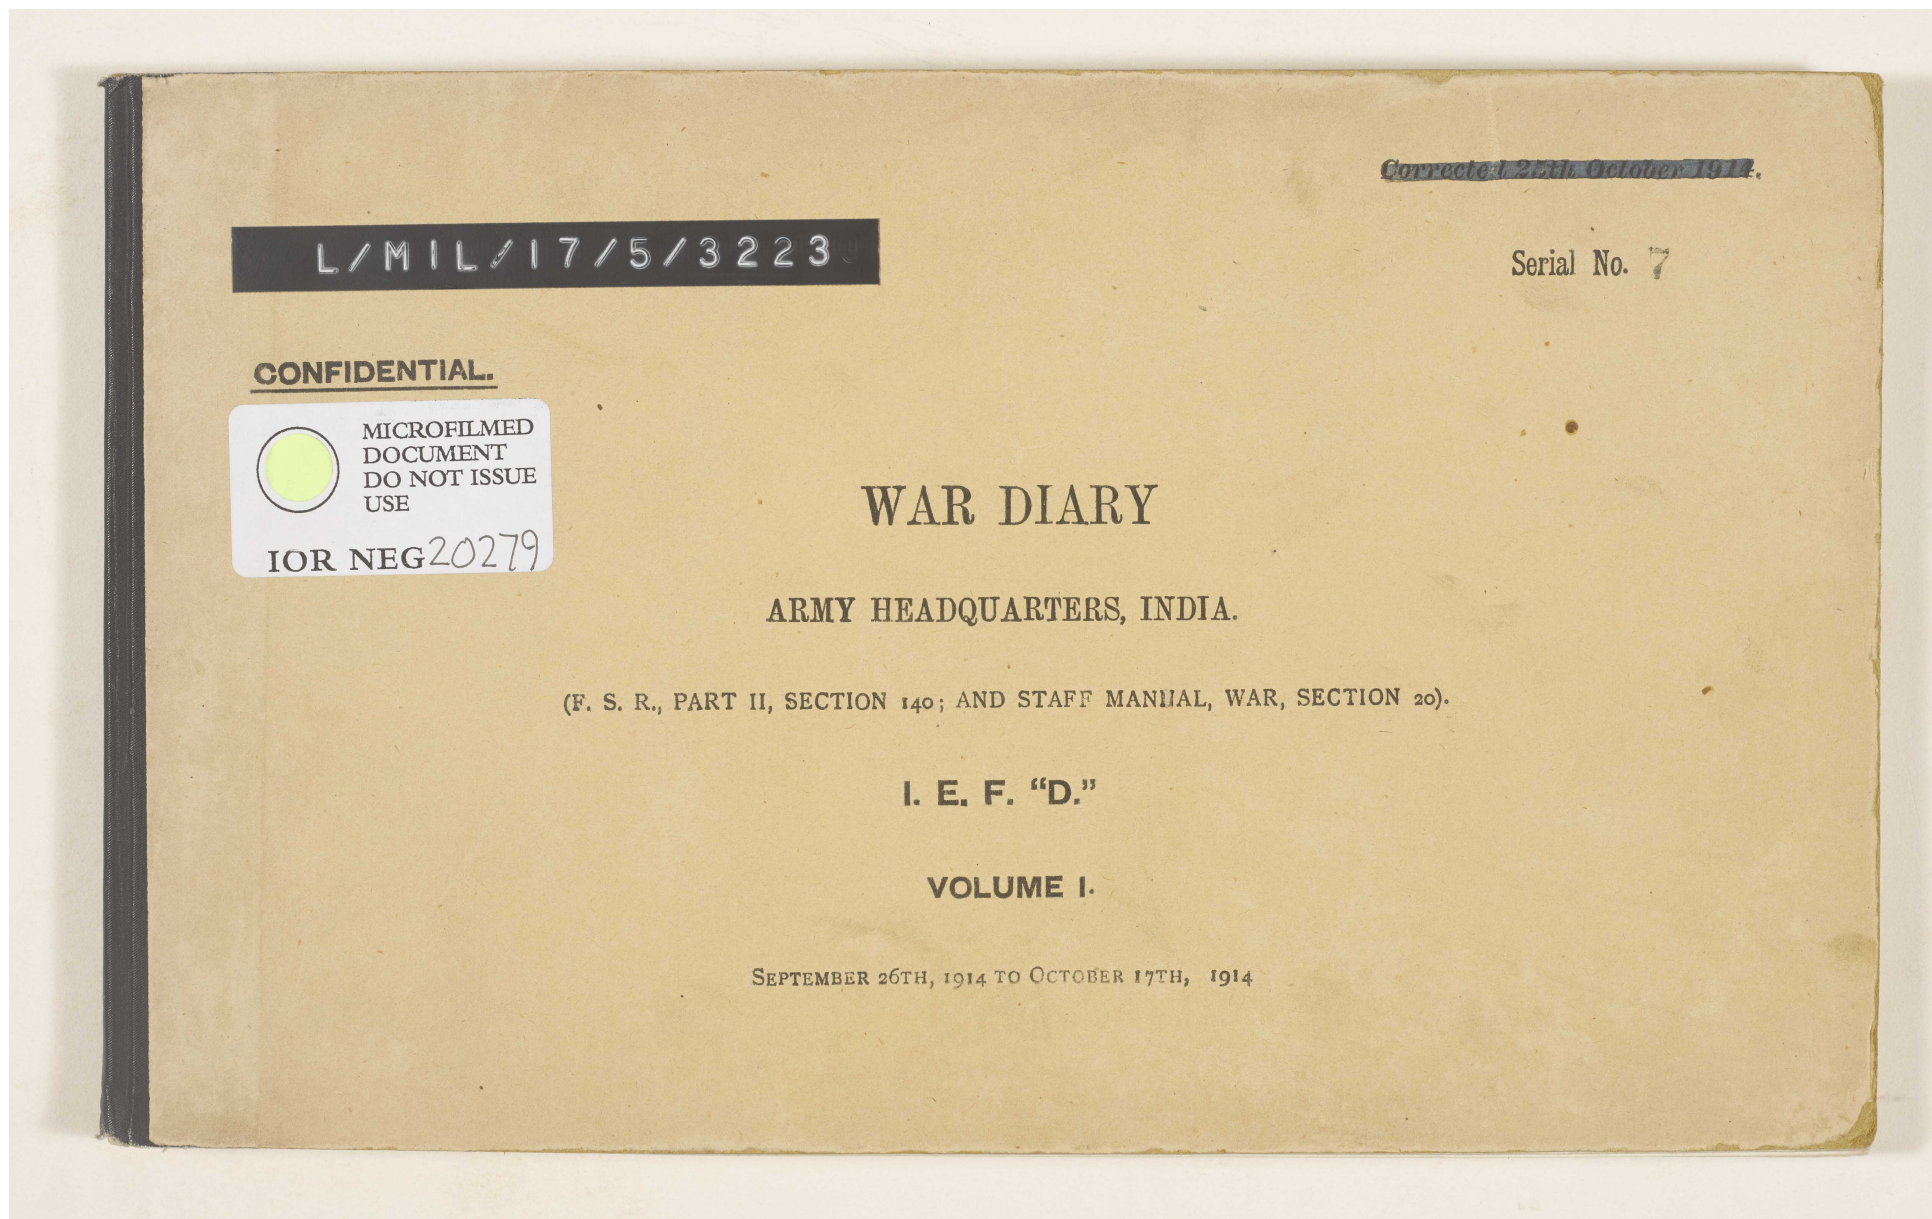 Corrected 25th October 1914.
L/MIL/17/5/3223
Serial No. 7
CONFIDENTIAL.
MICROFILMED
DOCUMENT
DO NOT ISSUE
USE
IOR NEG 20279
WAR DIARY
ARMY HEADQUARTERS, INDIA.
(F. S. R., PART II, SECTION 140; AND STAFF MANUAL, WAR, SECTION 20).
I. E. F. “D.”
VOLUME I.
SEPTEMBER 26TH, 1914 TO OCTOBER 17TH, 1914